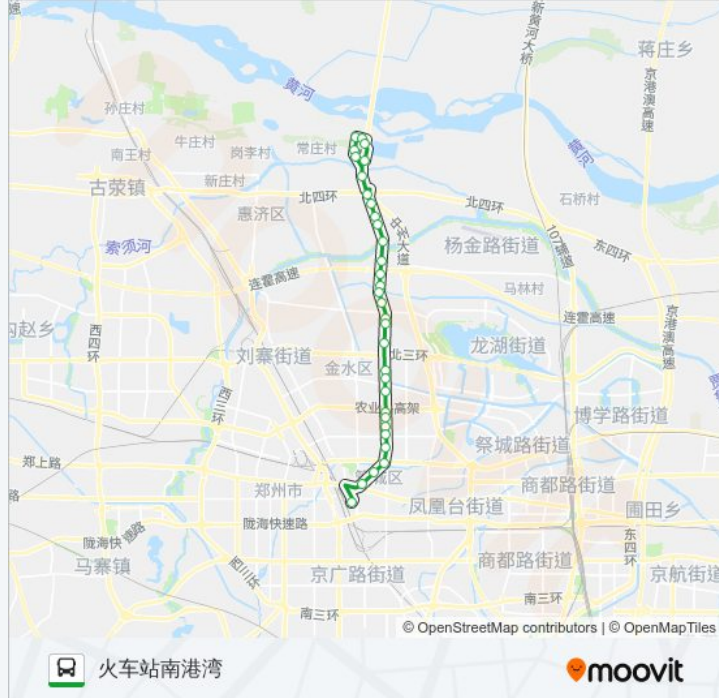 新黄河大桥
蒋庄乡
京港澳高速
黄河
孙庄村
牛庄村
岗李村
常庄村
南王村
新庄村
古荥镇
北四环
北四环
石桥村
黄河
惠济区
中州大道
杨金路街道
东四环
索须河
107辅道
连霍高速
马林村
连霍高速
京港澳高速
沟赵乡
西四环
刘寨街道
北三环
龙湖街道
金水区
西三环
农业
高架
博学路街道
祭城路街道
郑上路
管城区
商都路街道
郑州市
凤凰台街道
圃田乡
陇海快速路
陇海快
速路
东四环
马寨镇
西三环
京广路街道
商都路街道
京航街道
南三环
南三环
© OpenStreetMap contributors | © OpenMapTiles
火车站南港湾
moovit